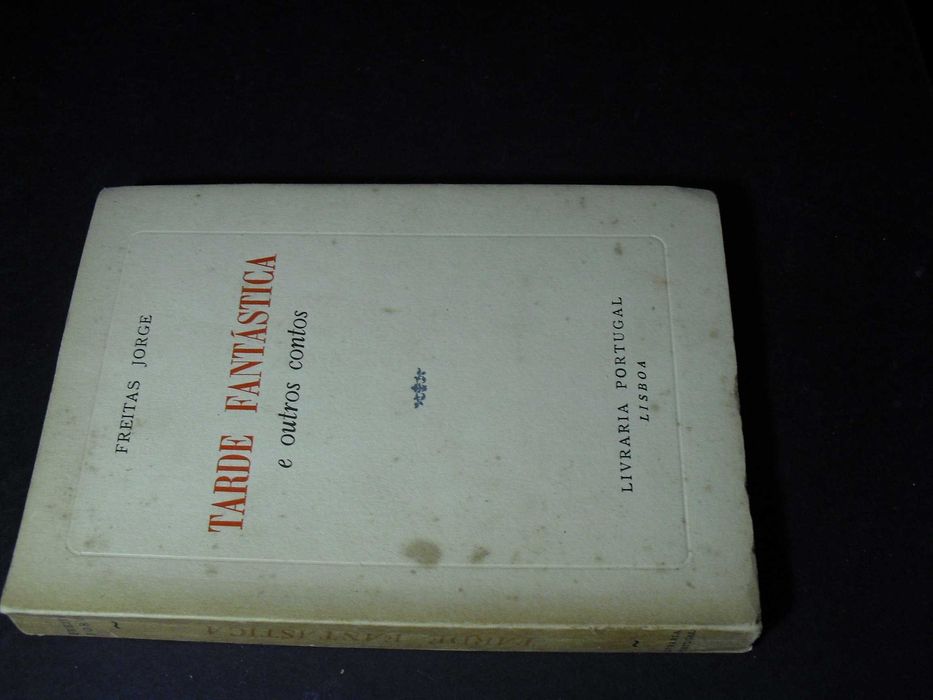 FREITAS JORGE
TARDE FANTÁSTICA
e outros contos
LIVRARIA PORTUGAL
LISBOA
TARDE FANTÁSTICA